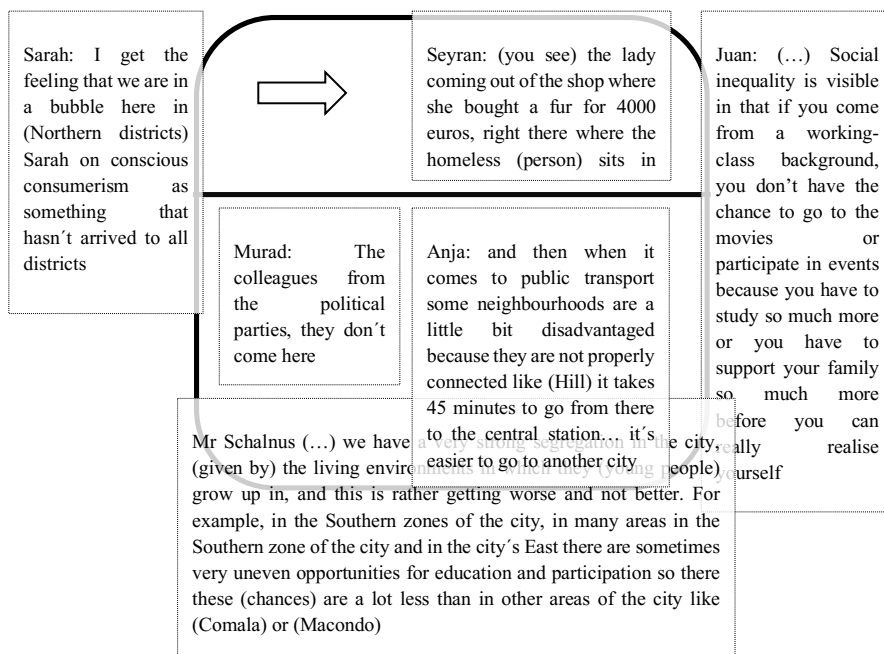 Sarah: I get the
feeling that we are in
a bubble here in
(Northern districts)
Sarah on conscious
consumerism as
something that
hasn´t arrived to all
districts
Seyran: (you see) the lady
coming out of the shop where
she bought a fur for 4000
euros, right there where the
homeless (person) sits in
Juan: (…) Social
inequality is visible
in that if you come
from a working-
class background,
you don’t have the
chance to go to the
movies or
participate in events
because you have to
study so much more
or you have to
support your family
so much more
before you can
really realise
yourself
Murad: The
colleagues from
the political
parties, they don´t
come here
Anja: and then when it
comes to public transport
some neighbourhoods are a
little bit disadvantaged
because they are not properly
connected like (Hill) it takes
45 minutes to go from there
to the central station… it´s
easier to go to another city
Mr Schalnus (…) we have a very strong segregation in the city,
(given by) the living environments in which they (young people)
grow up in, and this is rather getting worse and not better. For
example, in the Southern zones of the city, in many areas in the
Southern zone of the city and in the city´s East there are sometimes
very uneven opportunities for education and participation so there
these (chances) are a lot less than in other areas of the city like
(Comala) or (Macondo)